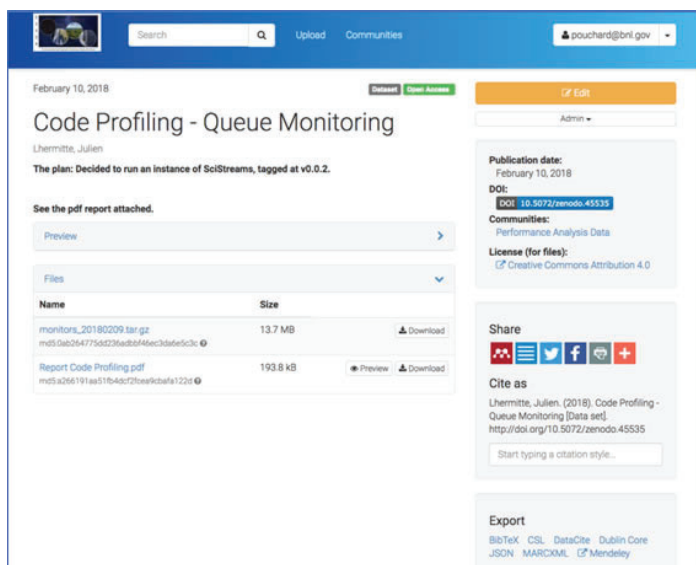 Search
Upload
Communities
pouchard@bnl.gov
February 10, 2018
Dataset
Open Access
Code Profiling - Queue Monitoring
Lhermitte, Julien
The plan: Decided to run an instance of SciStreams, tagged at v0.0.2.
See the pdf report attached.
Preview
Files
Name
Size
monitors_20180209.tar.gz
13.7 MB
Download
md5:0ab264775dd236adbbf46ec3da6e5c3c
Report Code Profiling.pdf
193.8 kB
Preview
Download
md5:a266191aa51fb4dcf2fcea9cbafa122d
Edit
Admin
Publication date:
February 10, 2018
DOI:
DOI 10.5072/zenodo.45535
Communities:
Performance Analysis Data
License (for files):
Creative Commons Attribution 4.0
Share
Cite as
Lhermitte, Julien. (2018). Code Profiling -
Queue Monitoring [Data set].
http://doi.org/10.5072/zenodo.45535
Start typing a citation style...
Export
BibTeX CSL DataCite Dublin Core
JSON MARCXML Mendeley